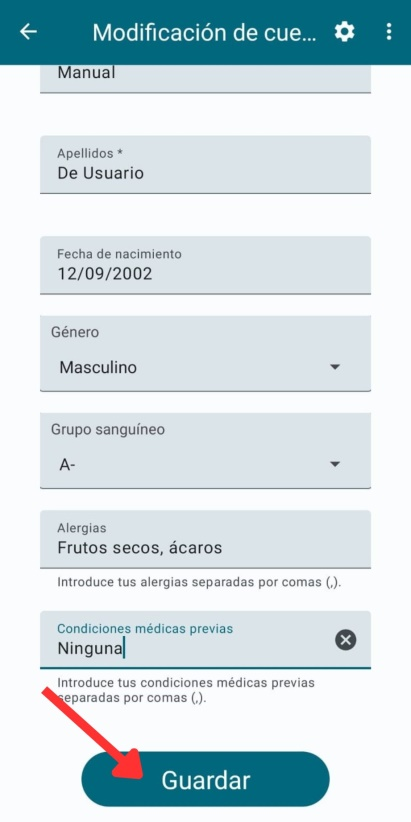 Modificación de cue...
Manual
Apellidos *
De Usuario
Fecha de nacimiento
12/09/2002
Género
Masculino
Grupo sanguíneo
A-
Alergias
Frutos secos, ácaros
Introduce tus alergias separadas por comas (,).
Condiciones médicas previas
Ninguna
Introduce tus condiciones médicas previas
separadas por comas (,).
Guardar